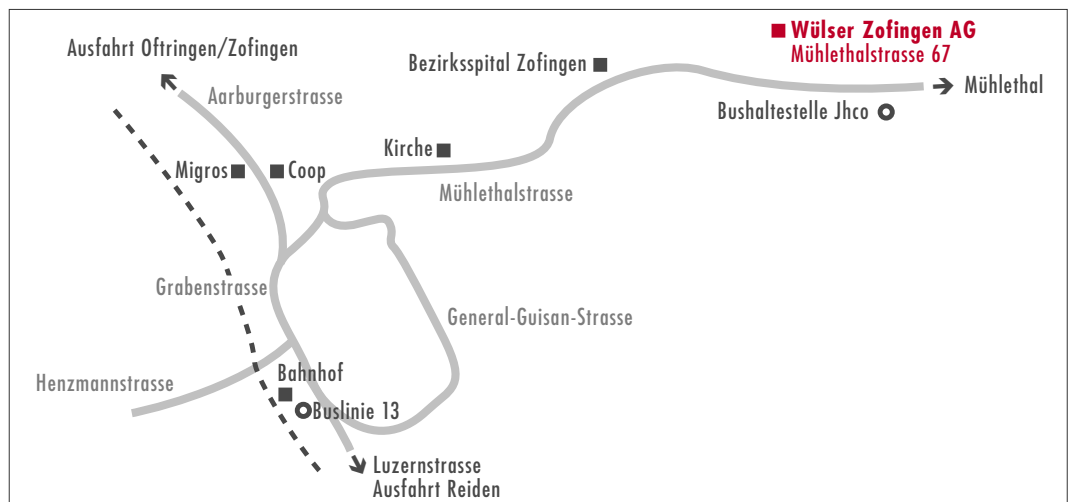 Wülser Zofingen AG
Mühlethalstrasse 67
Ausfahrt Oftringen/Zofingen
Bezirksspital Zofingen
Mühlethal
Aarburgerstrasse
Bushaltestelle Jhco
Kirche
Migros
Coop
Mühlethalstrasse
Grabenstrasse
General-Guisan-Strasse
Bahnhof
Henzmannstrasse
Buslinie 13
Luzernstrasse
Ausfahrt Reiden